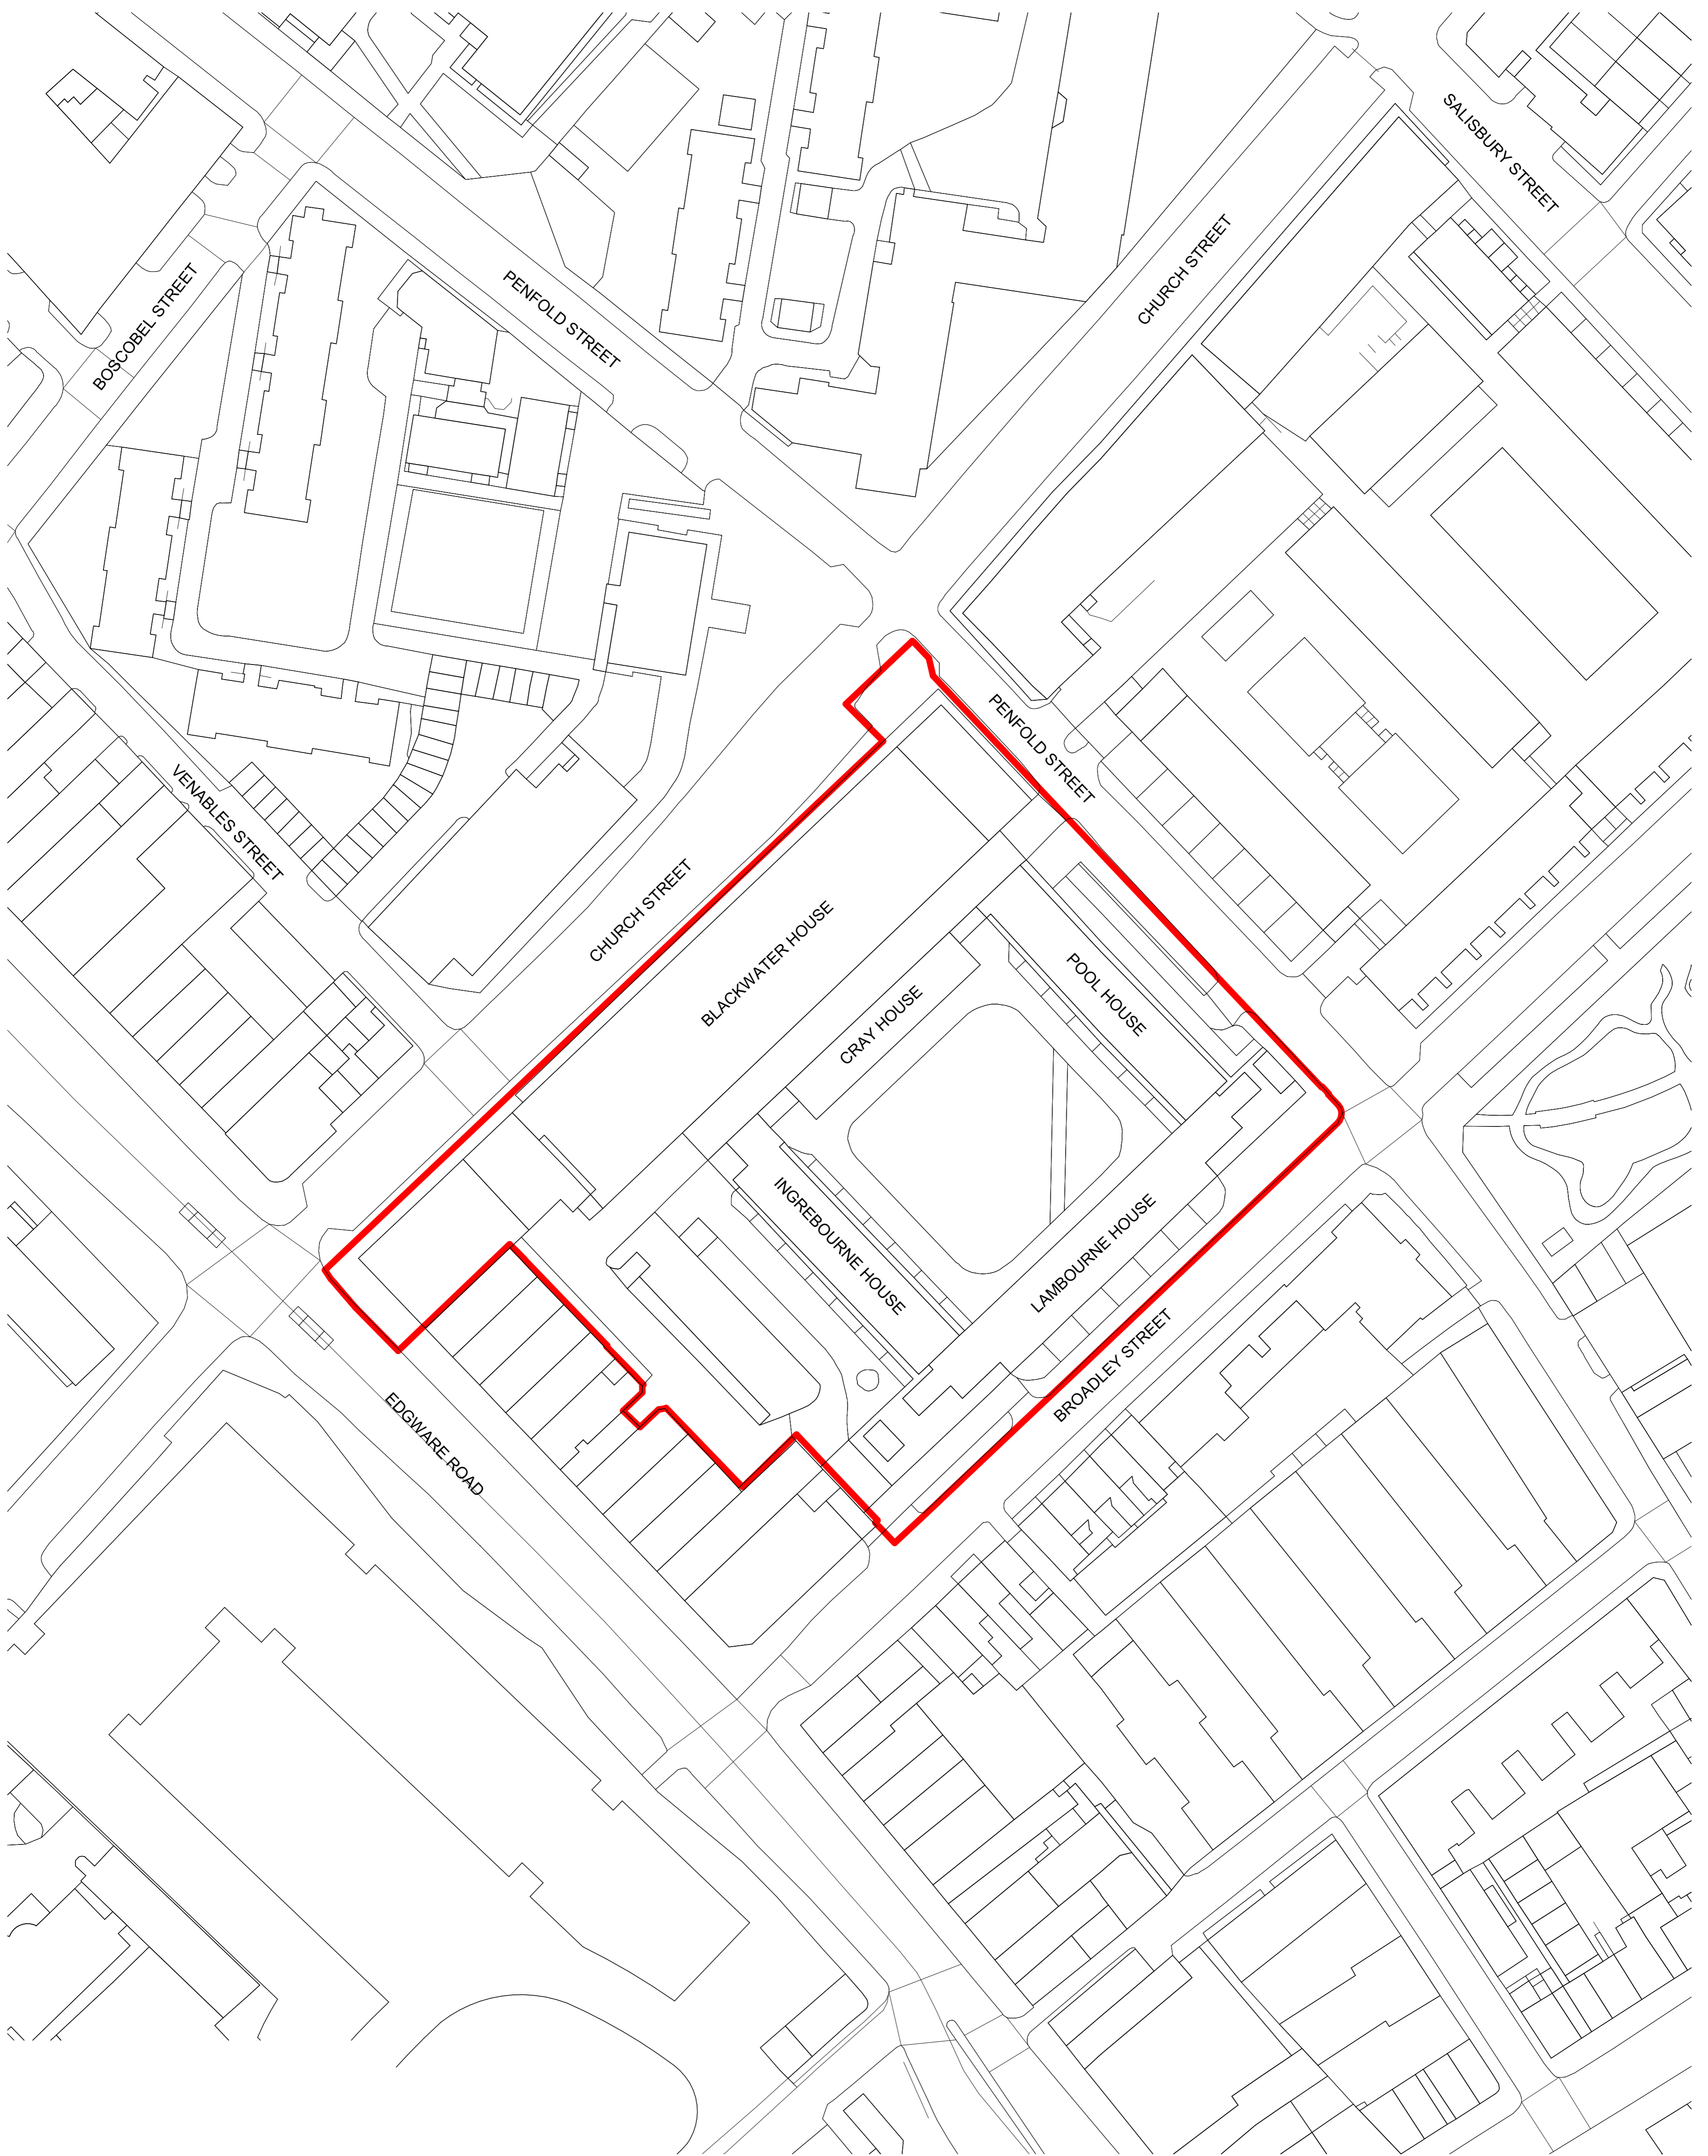 SALISBURY STREET
CHURCH STREET
BOSCOBEL STREET
PENFOLD STREET
PENFOLD STREET
VENABLES STREET
CHURCH STREET
BLACKWATER HOUSE
POOL HOUSE
CRAY HOUSE
INGREBOURNE HOUSE
LAMBOURNE HOUSE
BROADLEY STREET
EDGWARE ROAD